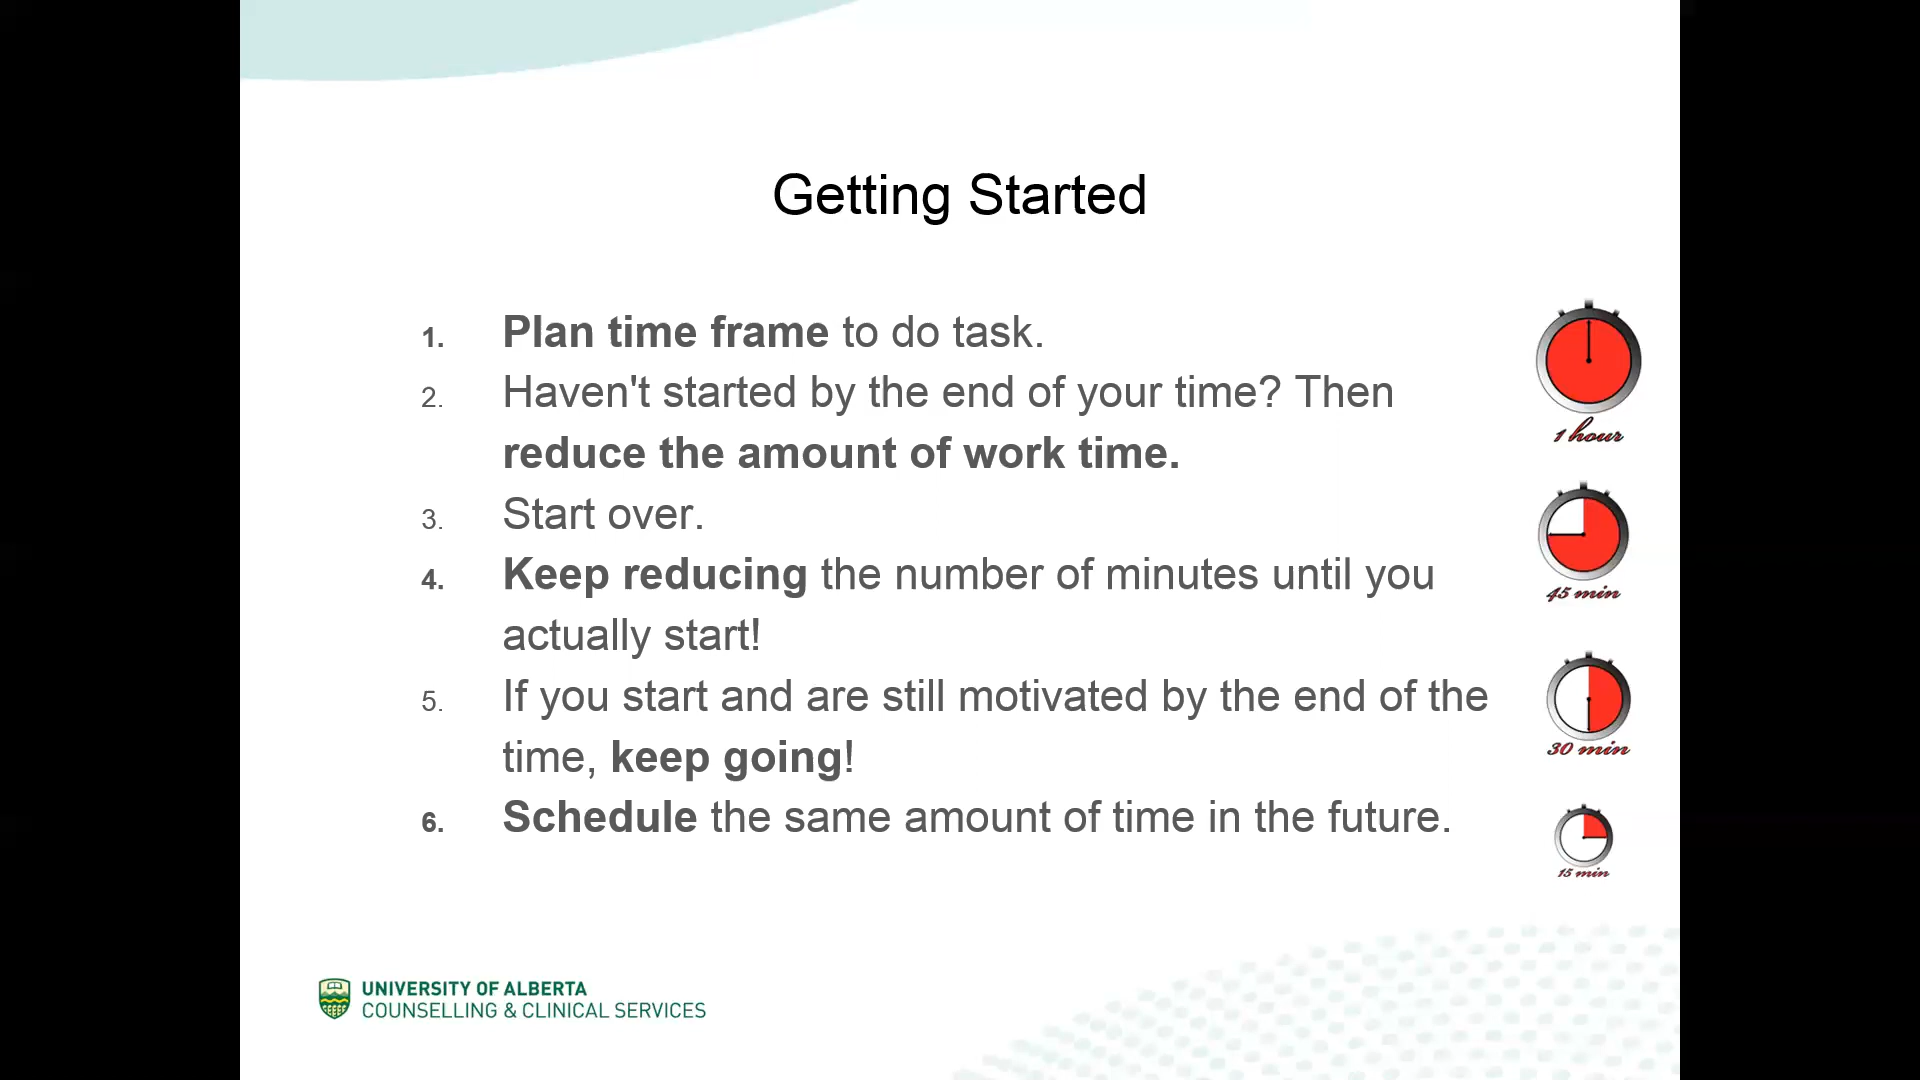 Getting Started
1. Plan time frame to do task.
2. Haven't started by the end of your time? Then
reduce the amount of work time.
3. Start over.
4. Keep reducing the number of minutes until you
actually start!
5. If you start and are still motivated by the end of the
time, keep going!
6. Schedule the same amount of time in the future.
1 hour
45 min
30 min
15 min
UNIVERSITY OF ALBERTA
COUNSELLING & CLINICAL SERVICES